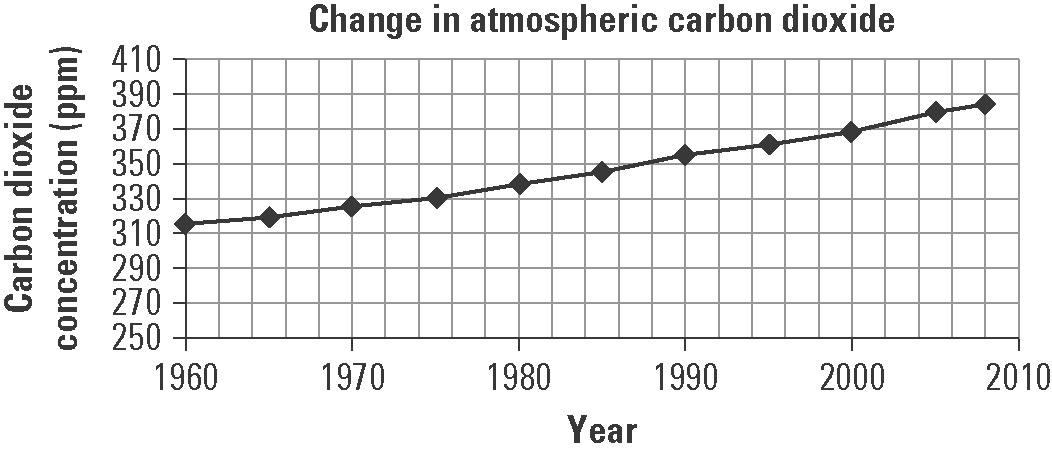 Change in atmospheric carbon dioxide
Carbon dioxide
concentration (ppm)
410
390
370
350
330
310
290
270
250
1960 1970 1980 1990 2000 2010
Year